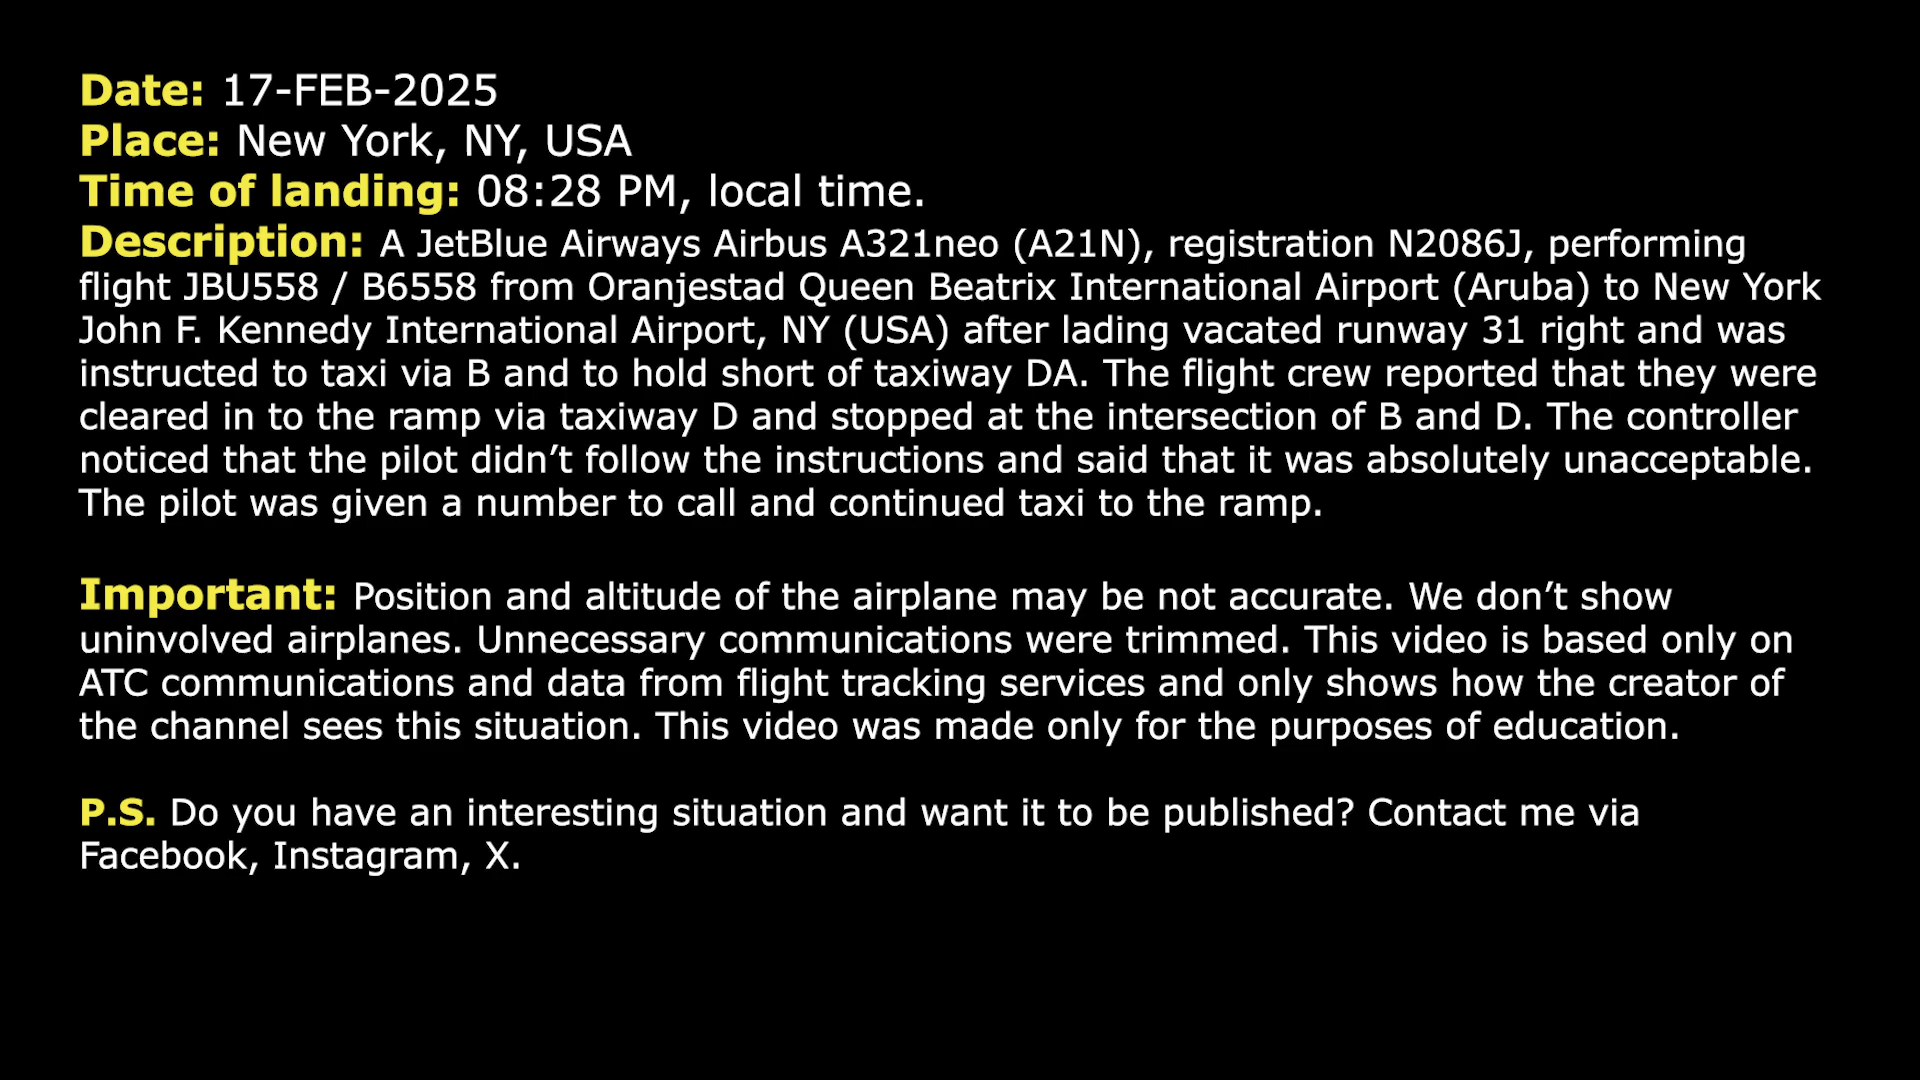 Date: 17-FEB-2025
Place: New York, NY, USA
Time of landing: 08:28 PM, local time.
Description: A JetBlue Airways Airbus A321neo (A21N), registration N2086J, performing
flight JBU558 / B6558 from Oranjestad Queen Beatrix International Airport (Aruba) to New York
John F. Kennedy International Airport, NY (USA) after lading vacated runway 31 right and was
instructed to taxi via B and to hold short of taxiway DA. The flight crew reported that they were
cleared in to the ramp via taxiway D and stopped at the intersection of B and D. The controller
noticed that the pilot didn’t follow the instructions and said that it was absolutely unacceptable.
The pilot was given a number to call and continued taxi to the ramp.
Important: Position and altitude of the airplane may be not accurate. We don’t show
uninvolved airplanes. Unnecessary communications were trimmed. This video is based only on
ATC communications and data from flight tracking services and only shows how the creator of
the channel sees this situation. This video was made only for the purposes of education.
P.S. Do you have an interesting situation and want it to be published? Contact me via
Facebook, Instagram, X.